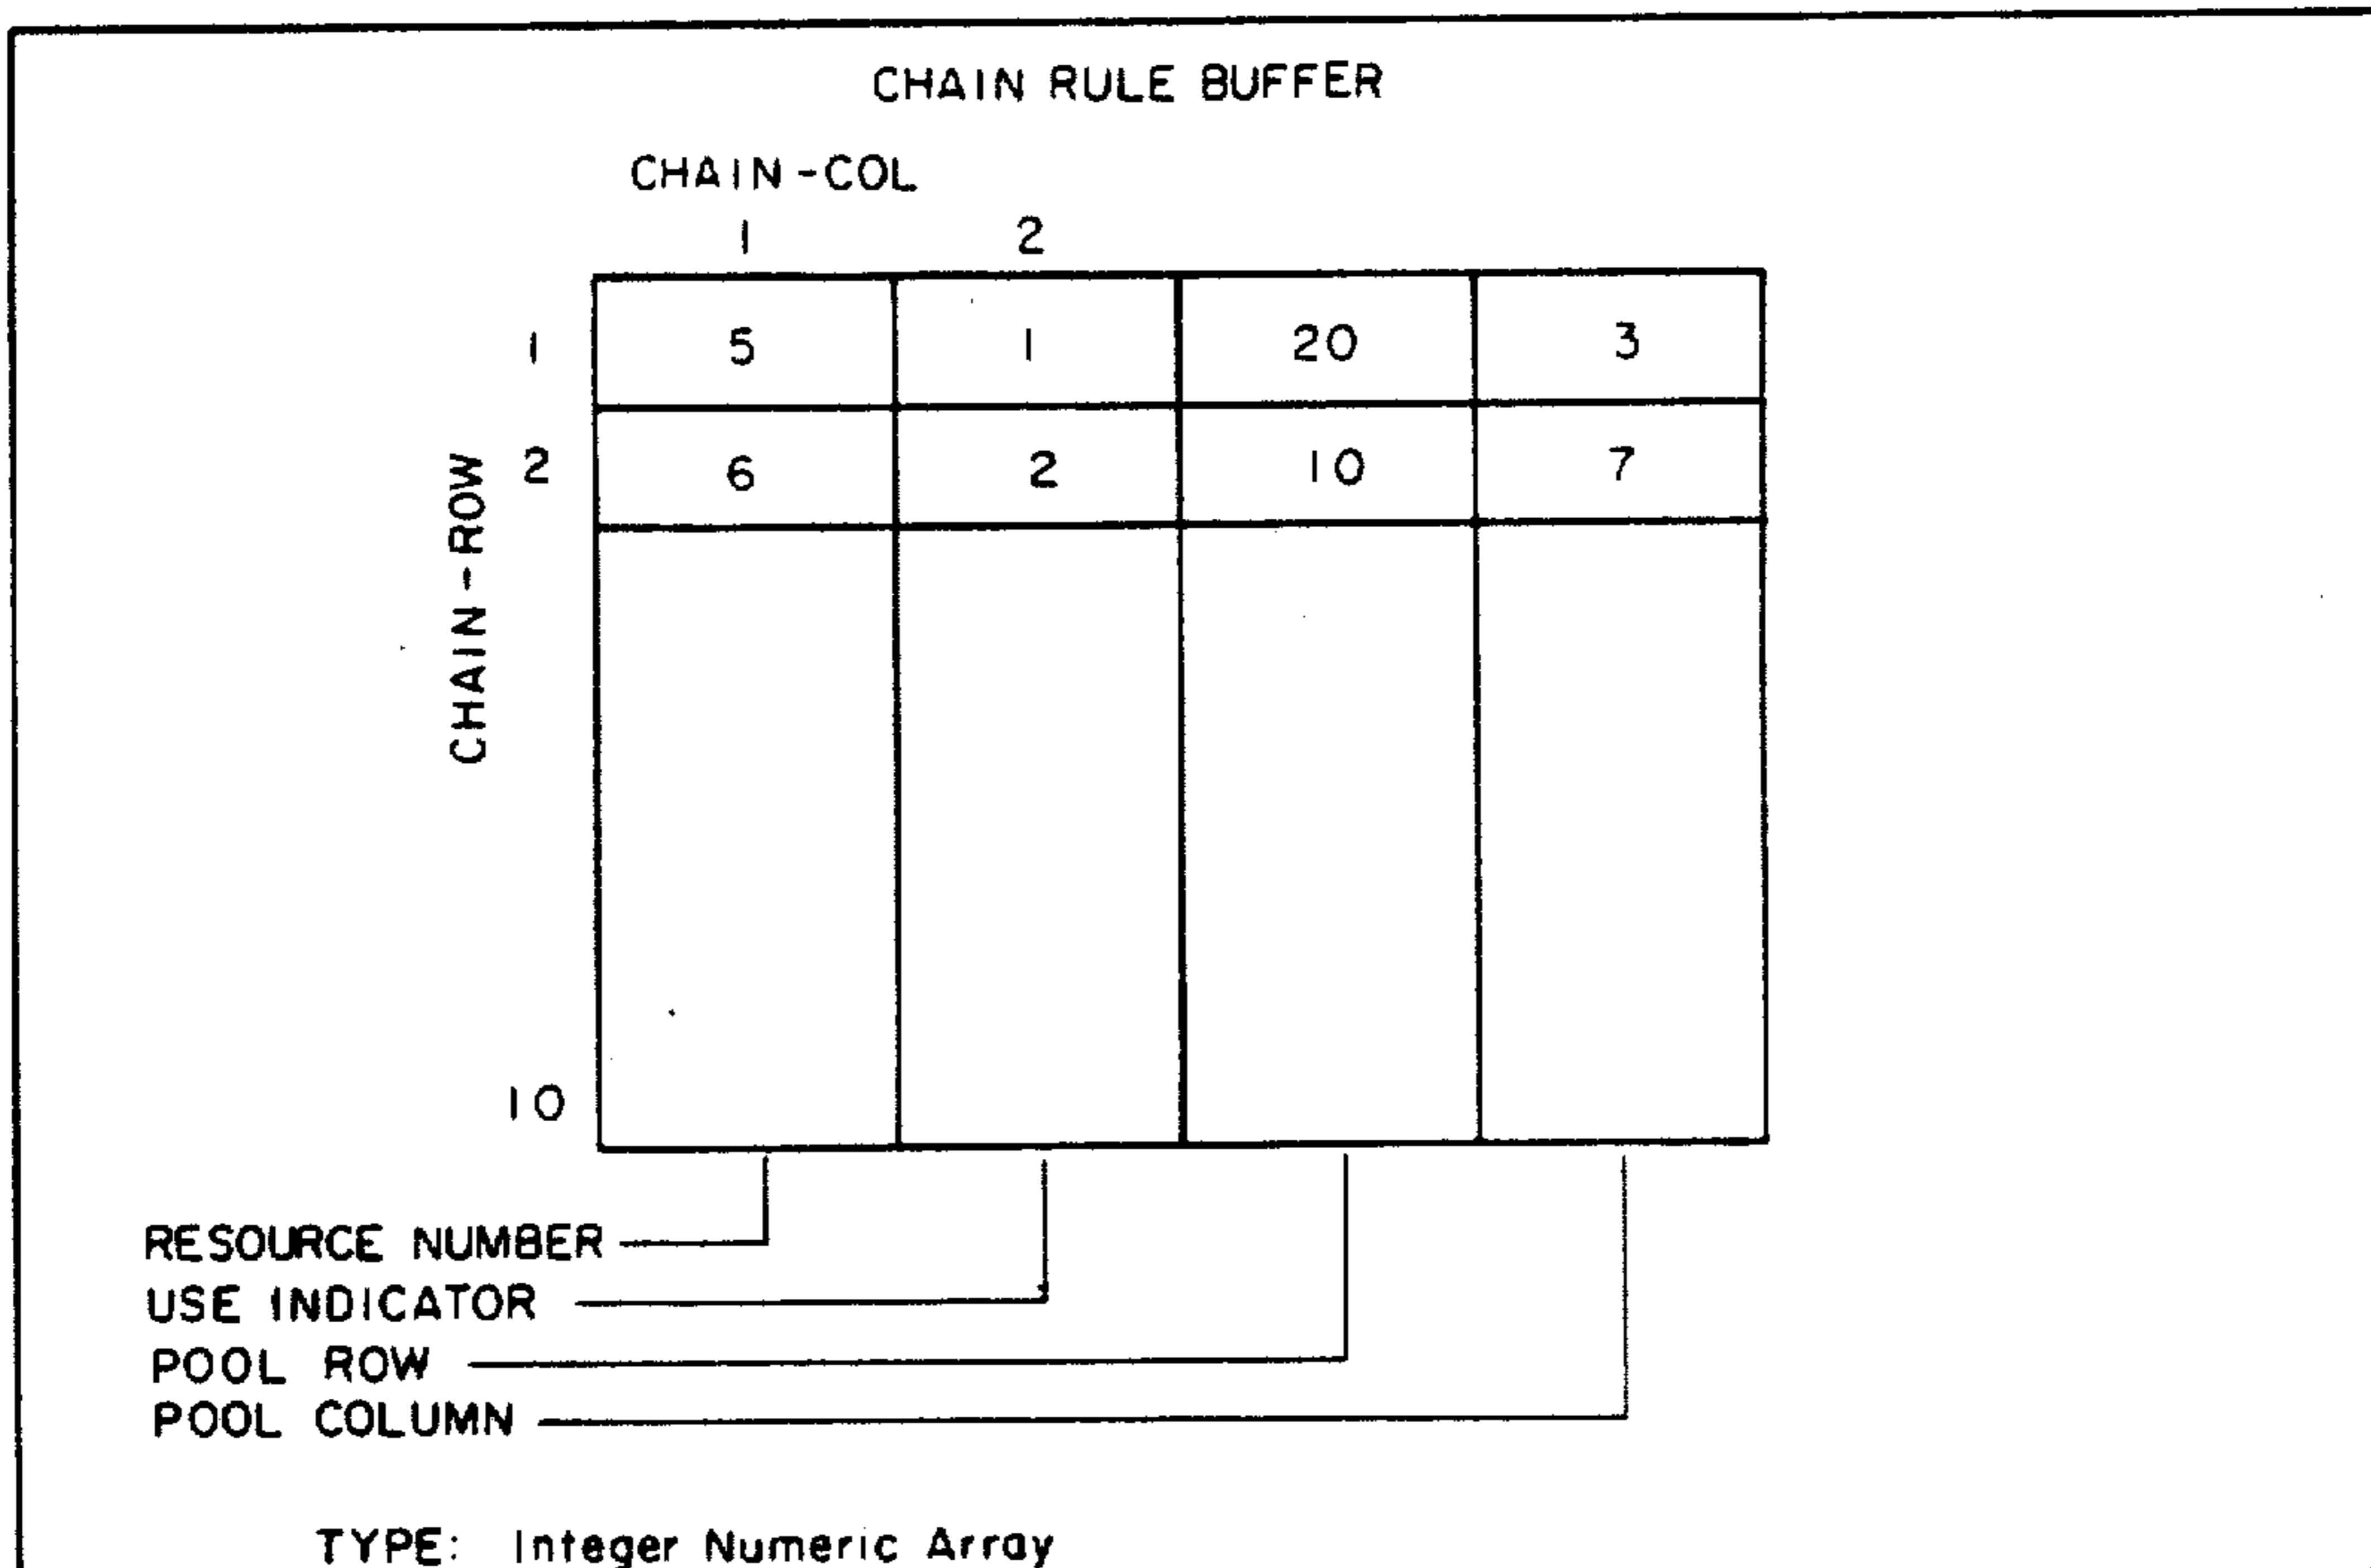 CHAIN RULE BUFFER
CHAIN-COL
1 2
1 5 1 20 3
2 6 2 10 7
CHAIN-ROW
10
RESOURCE NUMBER
USE INDICATOR
POOL ROW
POOL COLUMN
TYPE: Integer Numeric Array